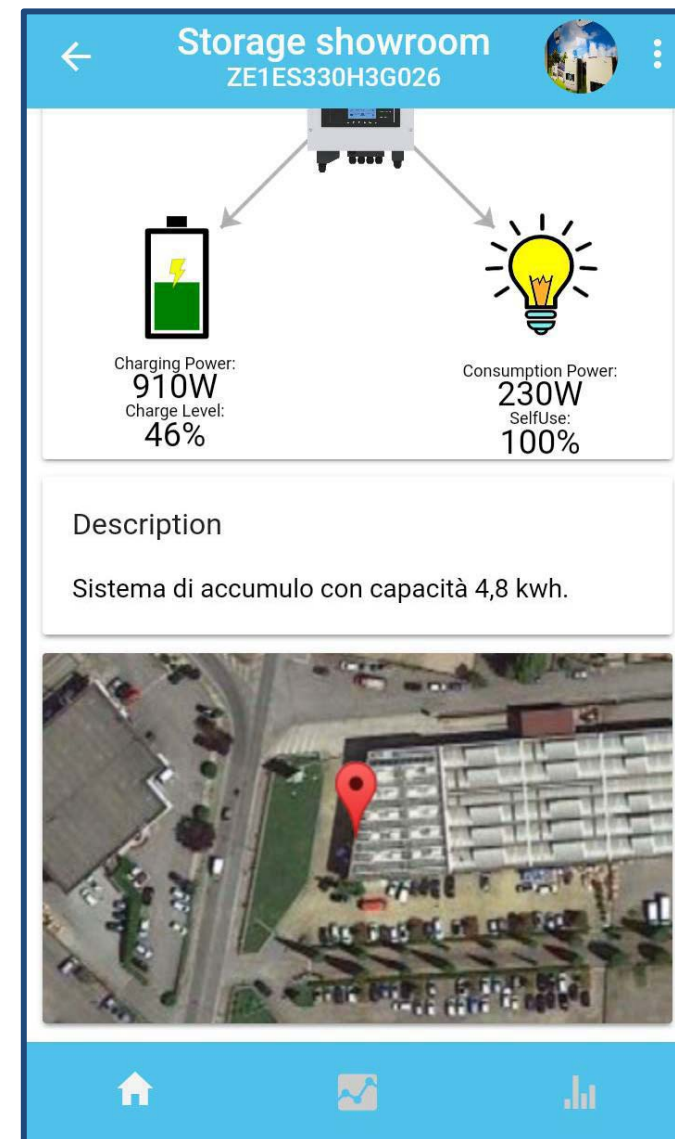 Storage showroom
ZE1ES330H3G026
Charging Power:
910W
Charge Level:
46%
Consumption Power:
230W
SelfUse:
100%
Description
Sistema di accumulo con capacità 4,8 kwh.